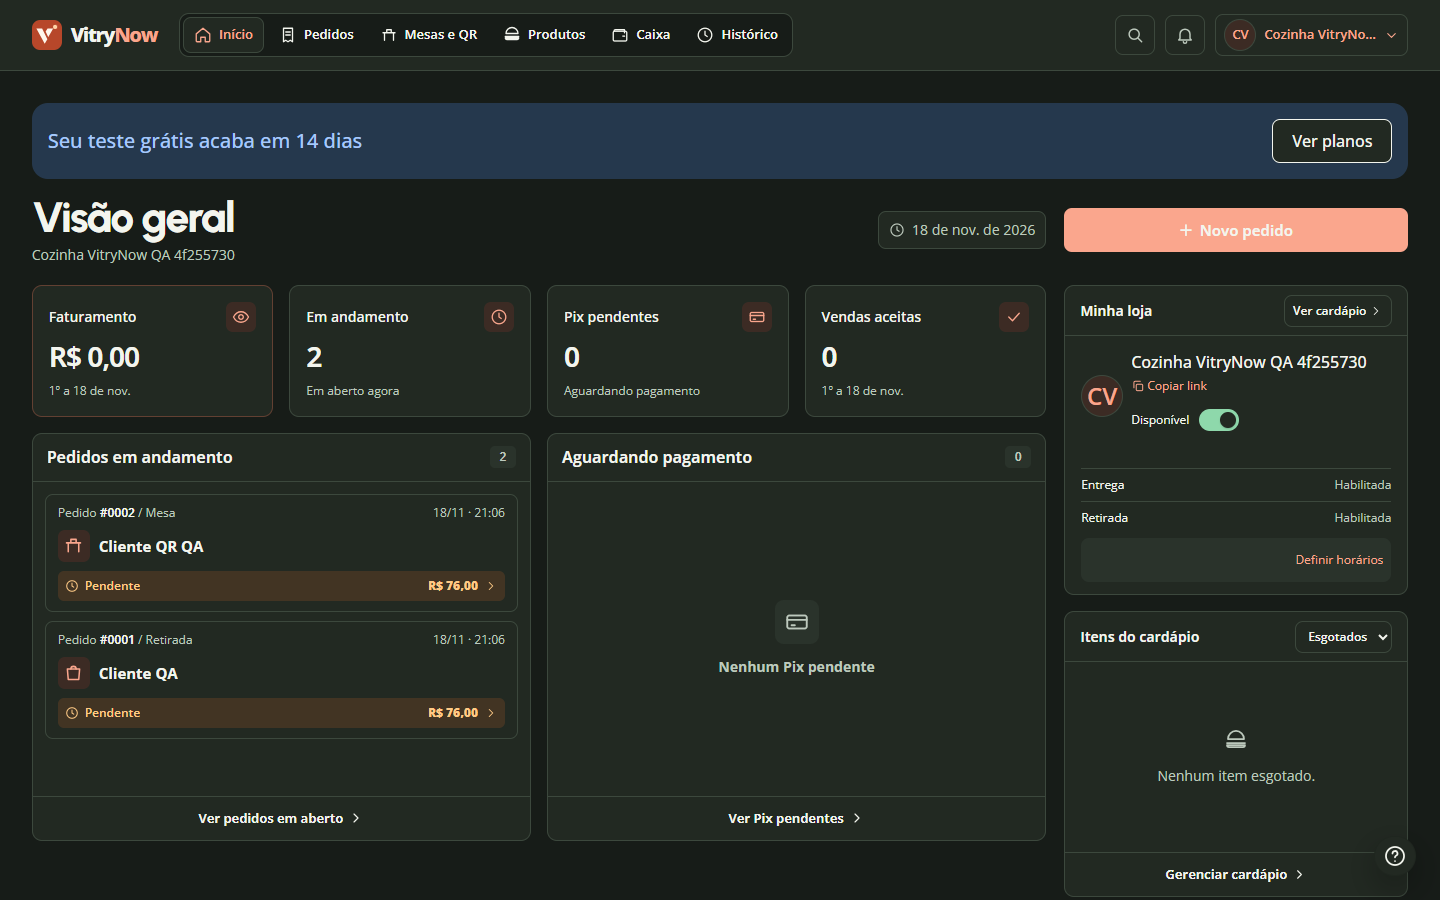 VitryNow
Início
Pedidos
Mesas e QR
Produtos
Caixa
Histórico
CV
Cozinha VitryNo...
Seu teste grátis acaba em 14 dias
Ver planos
Visão geral
Cozinha VitryNow QA 4f255730
18 de nov. de 2026
+ Novo pedido
Faturamento
R$ 0,00
1º a 18 de nov.
Em andamento
2
Em aberto agora
Pix pendentes
0
Aguardando pagamento
Vendas aceitas
0
1º a 18 de nov.
Pedidos em andamento
2
Pedido #0002 / Mesa
18/11 · 21:06
Cliente QR QA
Pendente
R$ 76,00
Pedido #0001 / Retirada
18/11 · 21:06
Cliente QA
Pendente
R$ 76,00
Ver pedidos em aberto
Aguardando pagamento
0
Nenhum Pix pendente
Ver Pix pendentes
Minha loja
Ver cardápio
CV
Cozinha VitryNow QA 4f255730
Copiar link
Disponível
Entrega
Habilitada
Retirada
Habilitada
Definir horários
Itens do cardápio
Esgotados
Nenhum item esgotado.
Gerenciar cardápio